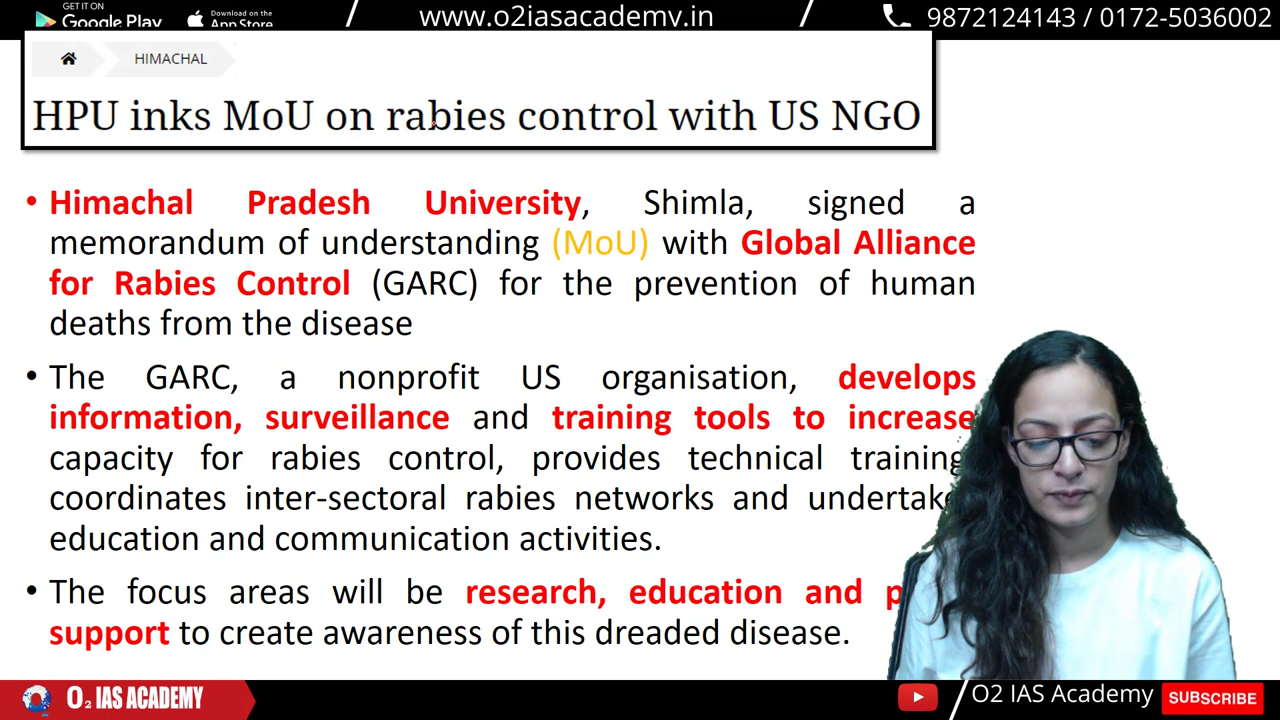 GET IT ON
Google Play
Download on the
App Store
www.o2iasacademy.in
9872124143 / 0172-5036002
HIMACHAL
HPU inks MoU on rabies control with US NGO
• Himachal Pradesh University, Shimla, signed a
memorandum of understanding (MoU) with Global Alliance
for Rabies Control (GARC) for the prevention of human
deaths from the disease
• The GARC, a nonprofit US organisation, develops
information, surveillance and training tools to increase
capacity for rabies control, provides technical training
coordinates inter-sectoral rabies networks and
education and communication activities.
• The focus areas will be research, education and
support to create awareness of this dreaded disease.
O2 IAS ACADEMY
O2 IAS Academy
SUBSCRIBE